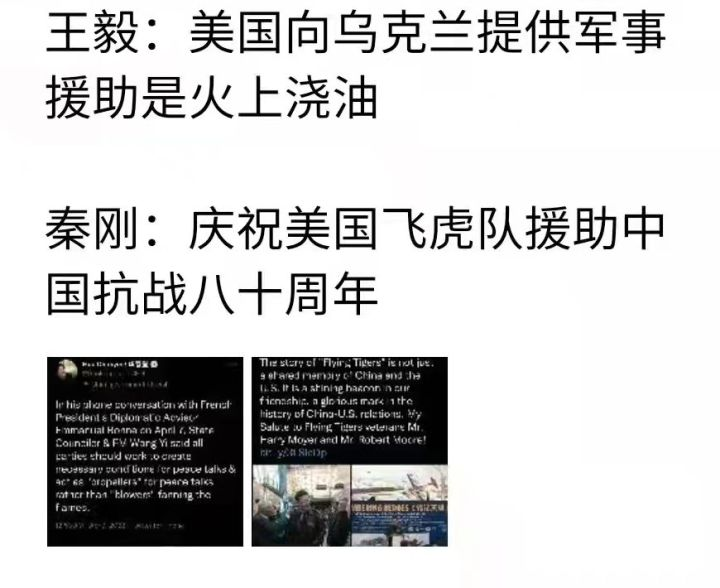 王毅：美国向乌克兰提供军事
援助是火上浇油
秦刚：庆祝美国飞虎队援助中
国抗战八十周年
In his phone conversation with French
President's Diplomatic Advisor
Emmanuel Bonne on April 7, State
Councilor & FM Wang Yi said all
parties should work to create
necessary conditions for peace talks &
act as "propellers" for peace talks
rather than "blowers" fanning the
flames.
The story of "Flying Tigers" is not just
a shared memory of China and the
U.S. It is a shining beacon in our
friendship, a glorious mark in the
history of China-U.S. relations. My
Salute to Flying Tigers veterans Mr.
Harry Moyer and Mr. Robert Moore!